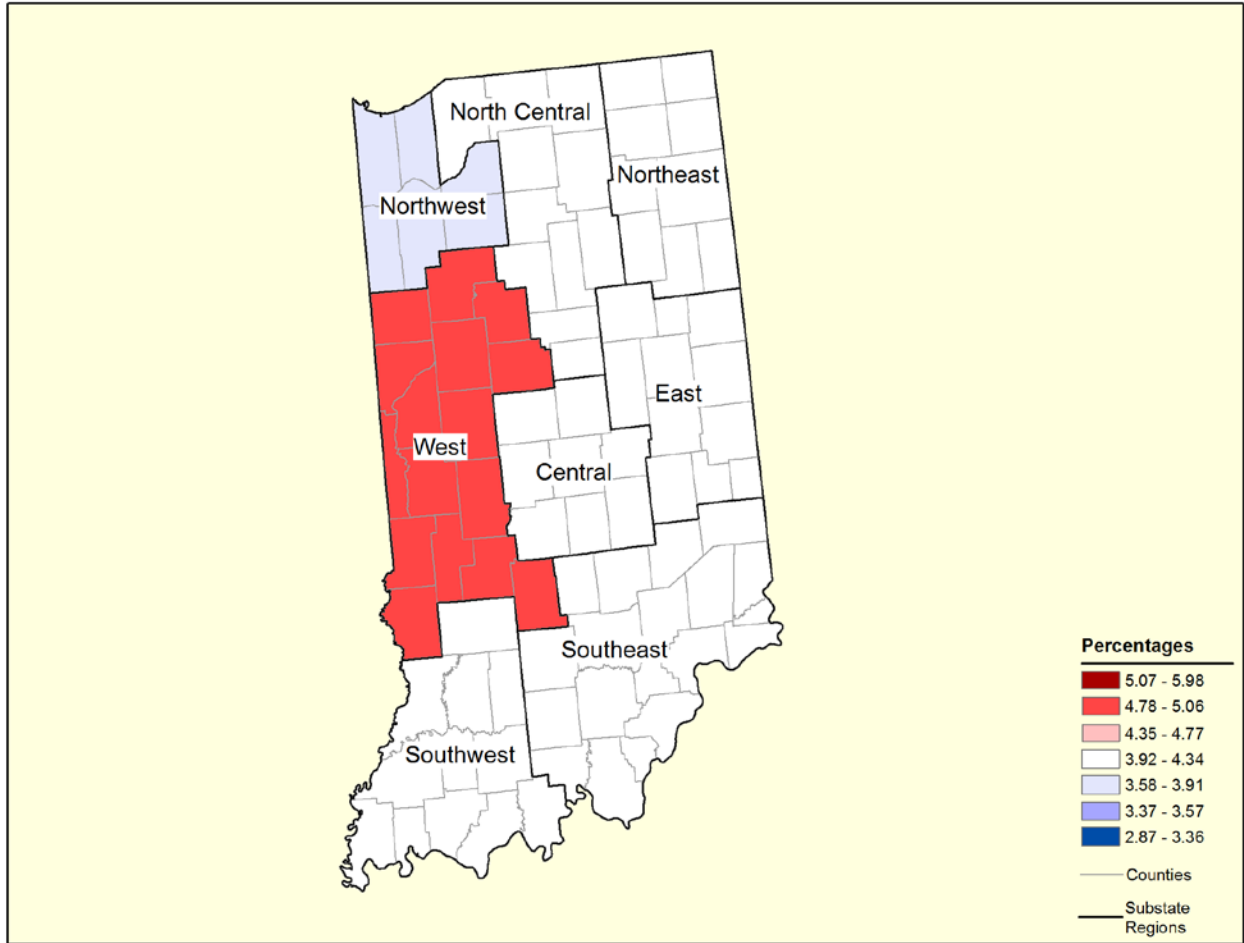 North Central
Northeast
Northwest
East
West
Central
Southeast
Southwest
Percentages
5.07 - 5.98
4.78 - 5.06
4.35 - 4.77
3.92 - 4.34
3.58 - 3.91
3.37 - 3.57
2.87 - 3.36
Counties
Substate
Regions